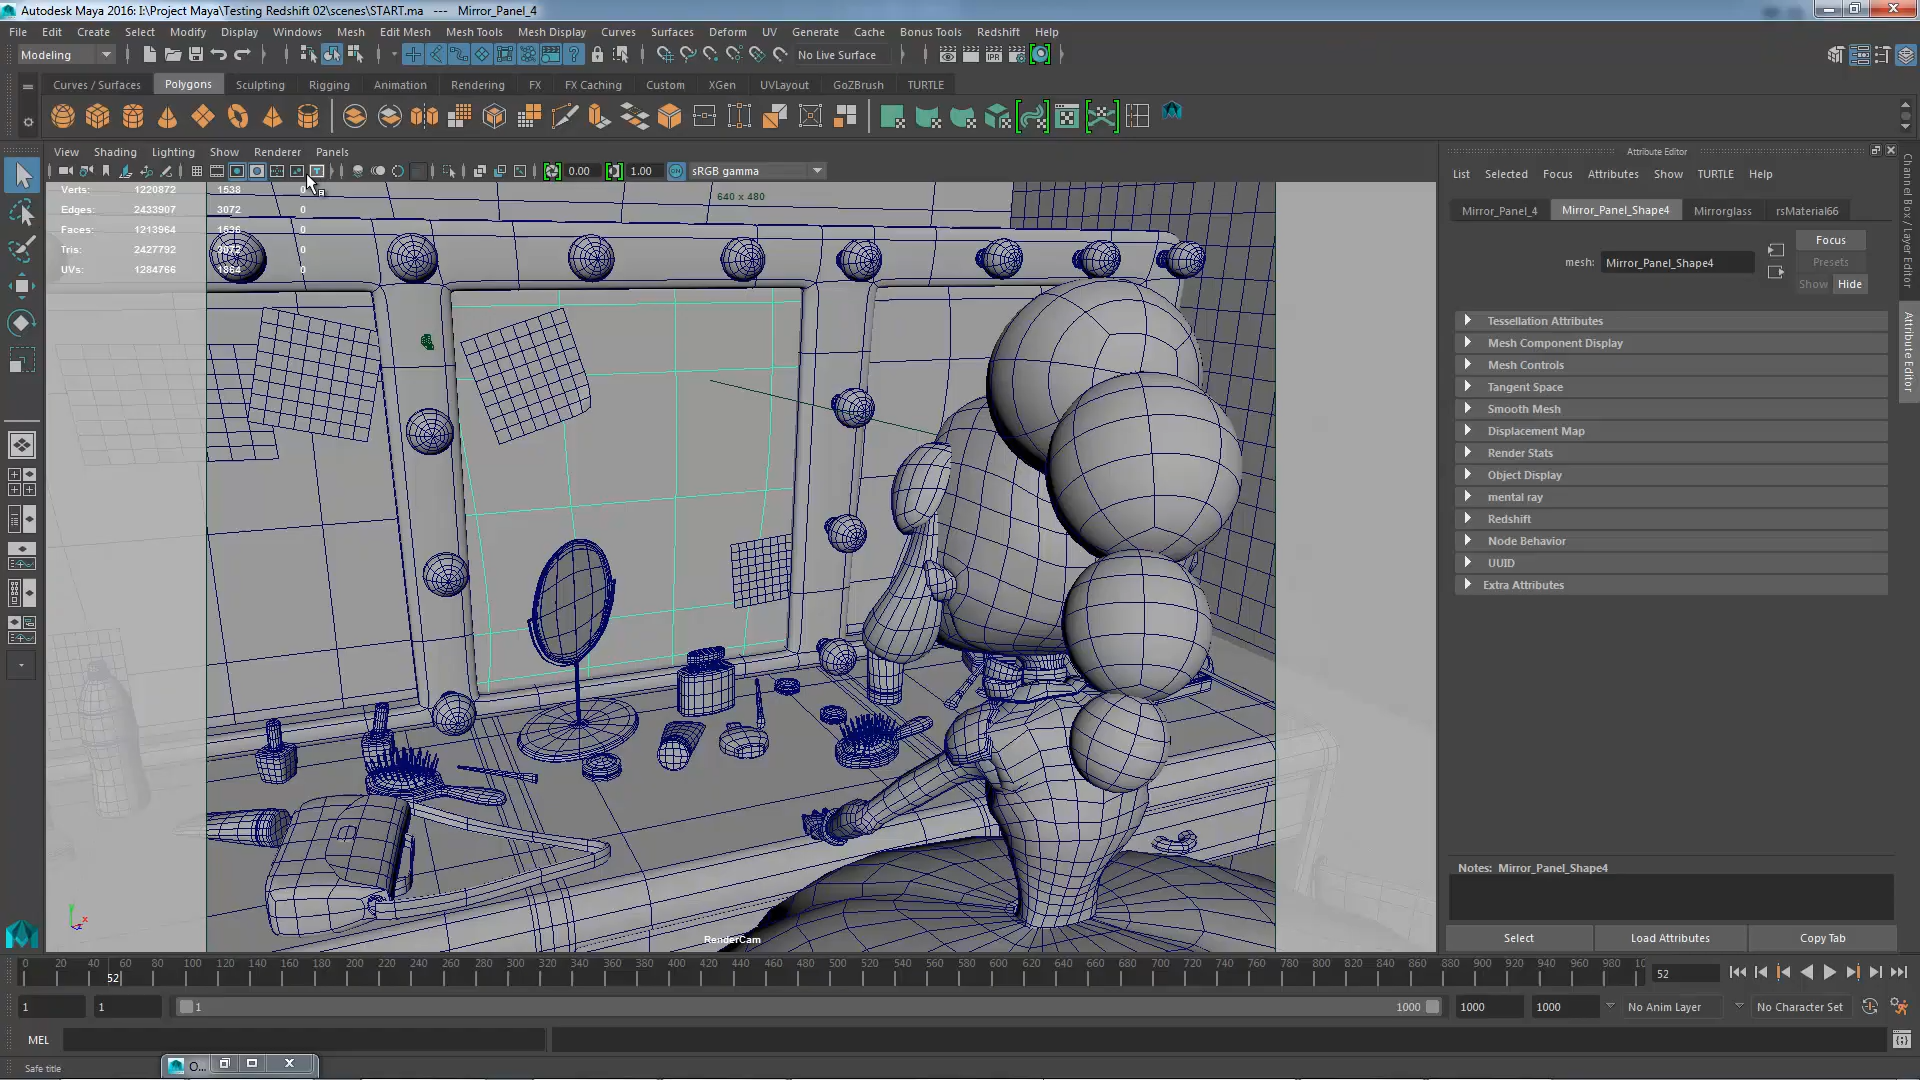 Autodesk Maya 2016: I:\Project Maya\Testing Redshift 02\scenes\START.ma --- Mirror_Panel_4
File Edit Create Select Modify Display Windows Mesh Edit Mesh Mesh Tools Mesh Display Curves Surfaces Deform UV Generate Cache Bonus Tools Redshift Help
Modeling No Live Surface
Curves / Surfaces Polygons Sculpting Rigging Animation Rendering FX FX Caching Custom XGen UVLayout GoZBrush TURTLE
View Shading Lighting Show Renderer Panels
0.00 1.00 sRGB gamma
Verts: 1220872 1538 0
Edges: 2433907 3072 0
Faces: 1213964 1536 0
Tris: 2427792 3072 0
UVs: 1284766 1864 0
640 x 480
RenderCam
Attribute Editor
List Selected Focus Attributes Show TURTLE Help
Mirror_Panel_4 Mirror_Panel_Shape4 Mirrorglass rsMaterial66
Focus
mesh: Mirror_Panel_Shape4
Presets
Show Hide
Tessellation Attributes
Mesh Component Display
Mesh Controls
Tangent Space
Smooth Mesh
Displacement Map
Render Stats
Object Display
mental ray
Redshift
Node Behavior
UUID
Extra Attributes
Notes: Mirror_Panel_Shape4
Select Load Attributes Copy Tab
Channel Box / Layer Editor
Attribute Editor
0 20 40 60 80 100 120 140 160 180 200 220 240 260 280 300 320 340 360 380 400 420 440 460 480 500 520 540 560 580 600 620 640 660 680 700 720 740 760 780 800 820 840 860 880 900 920 940 960 980 10
52 52
1 1 1 1000 1000 1000 No Anim Layer No Character Set
MEL
O...
Safe title